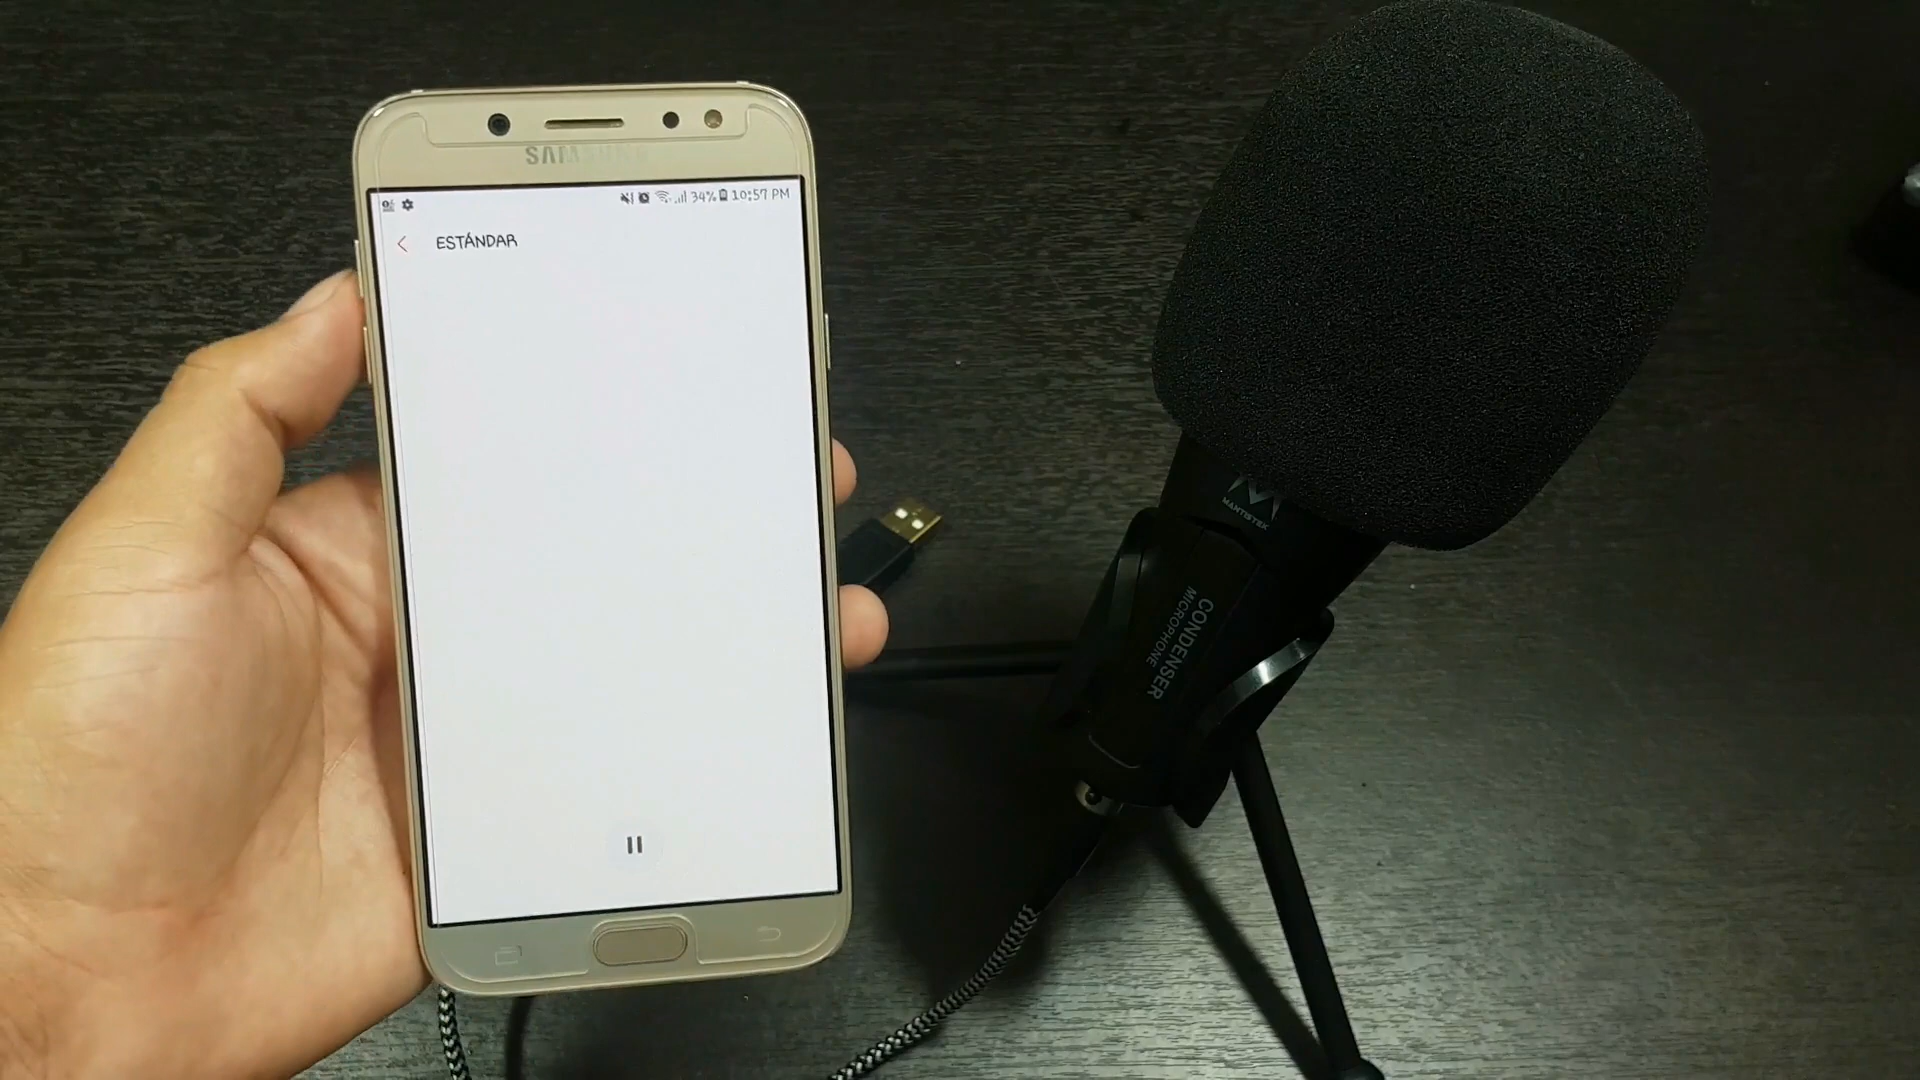 SAMSUNG
34% 10:57 PM
ESTÁNDAR
MANTISTEK
CONDENSER
MICROPHONE